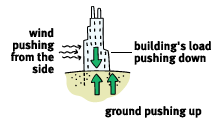 wind
pushing
from the
side
building's load
pushing down
ground pushing up